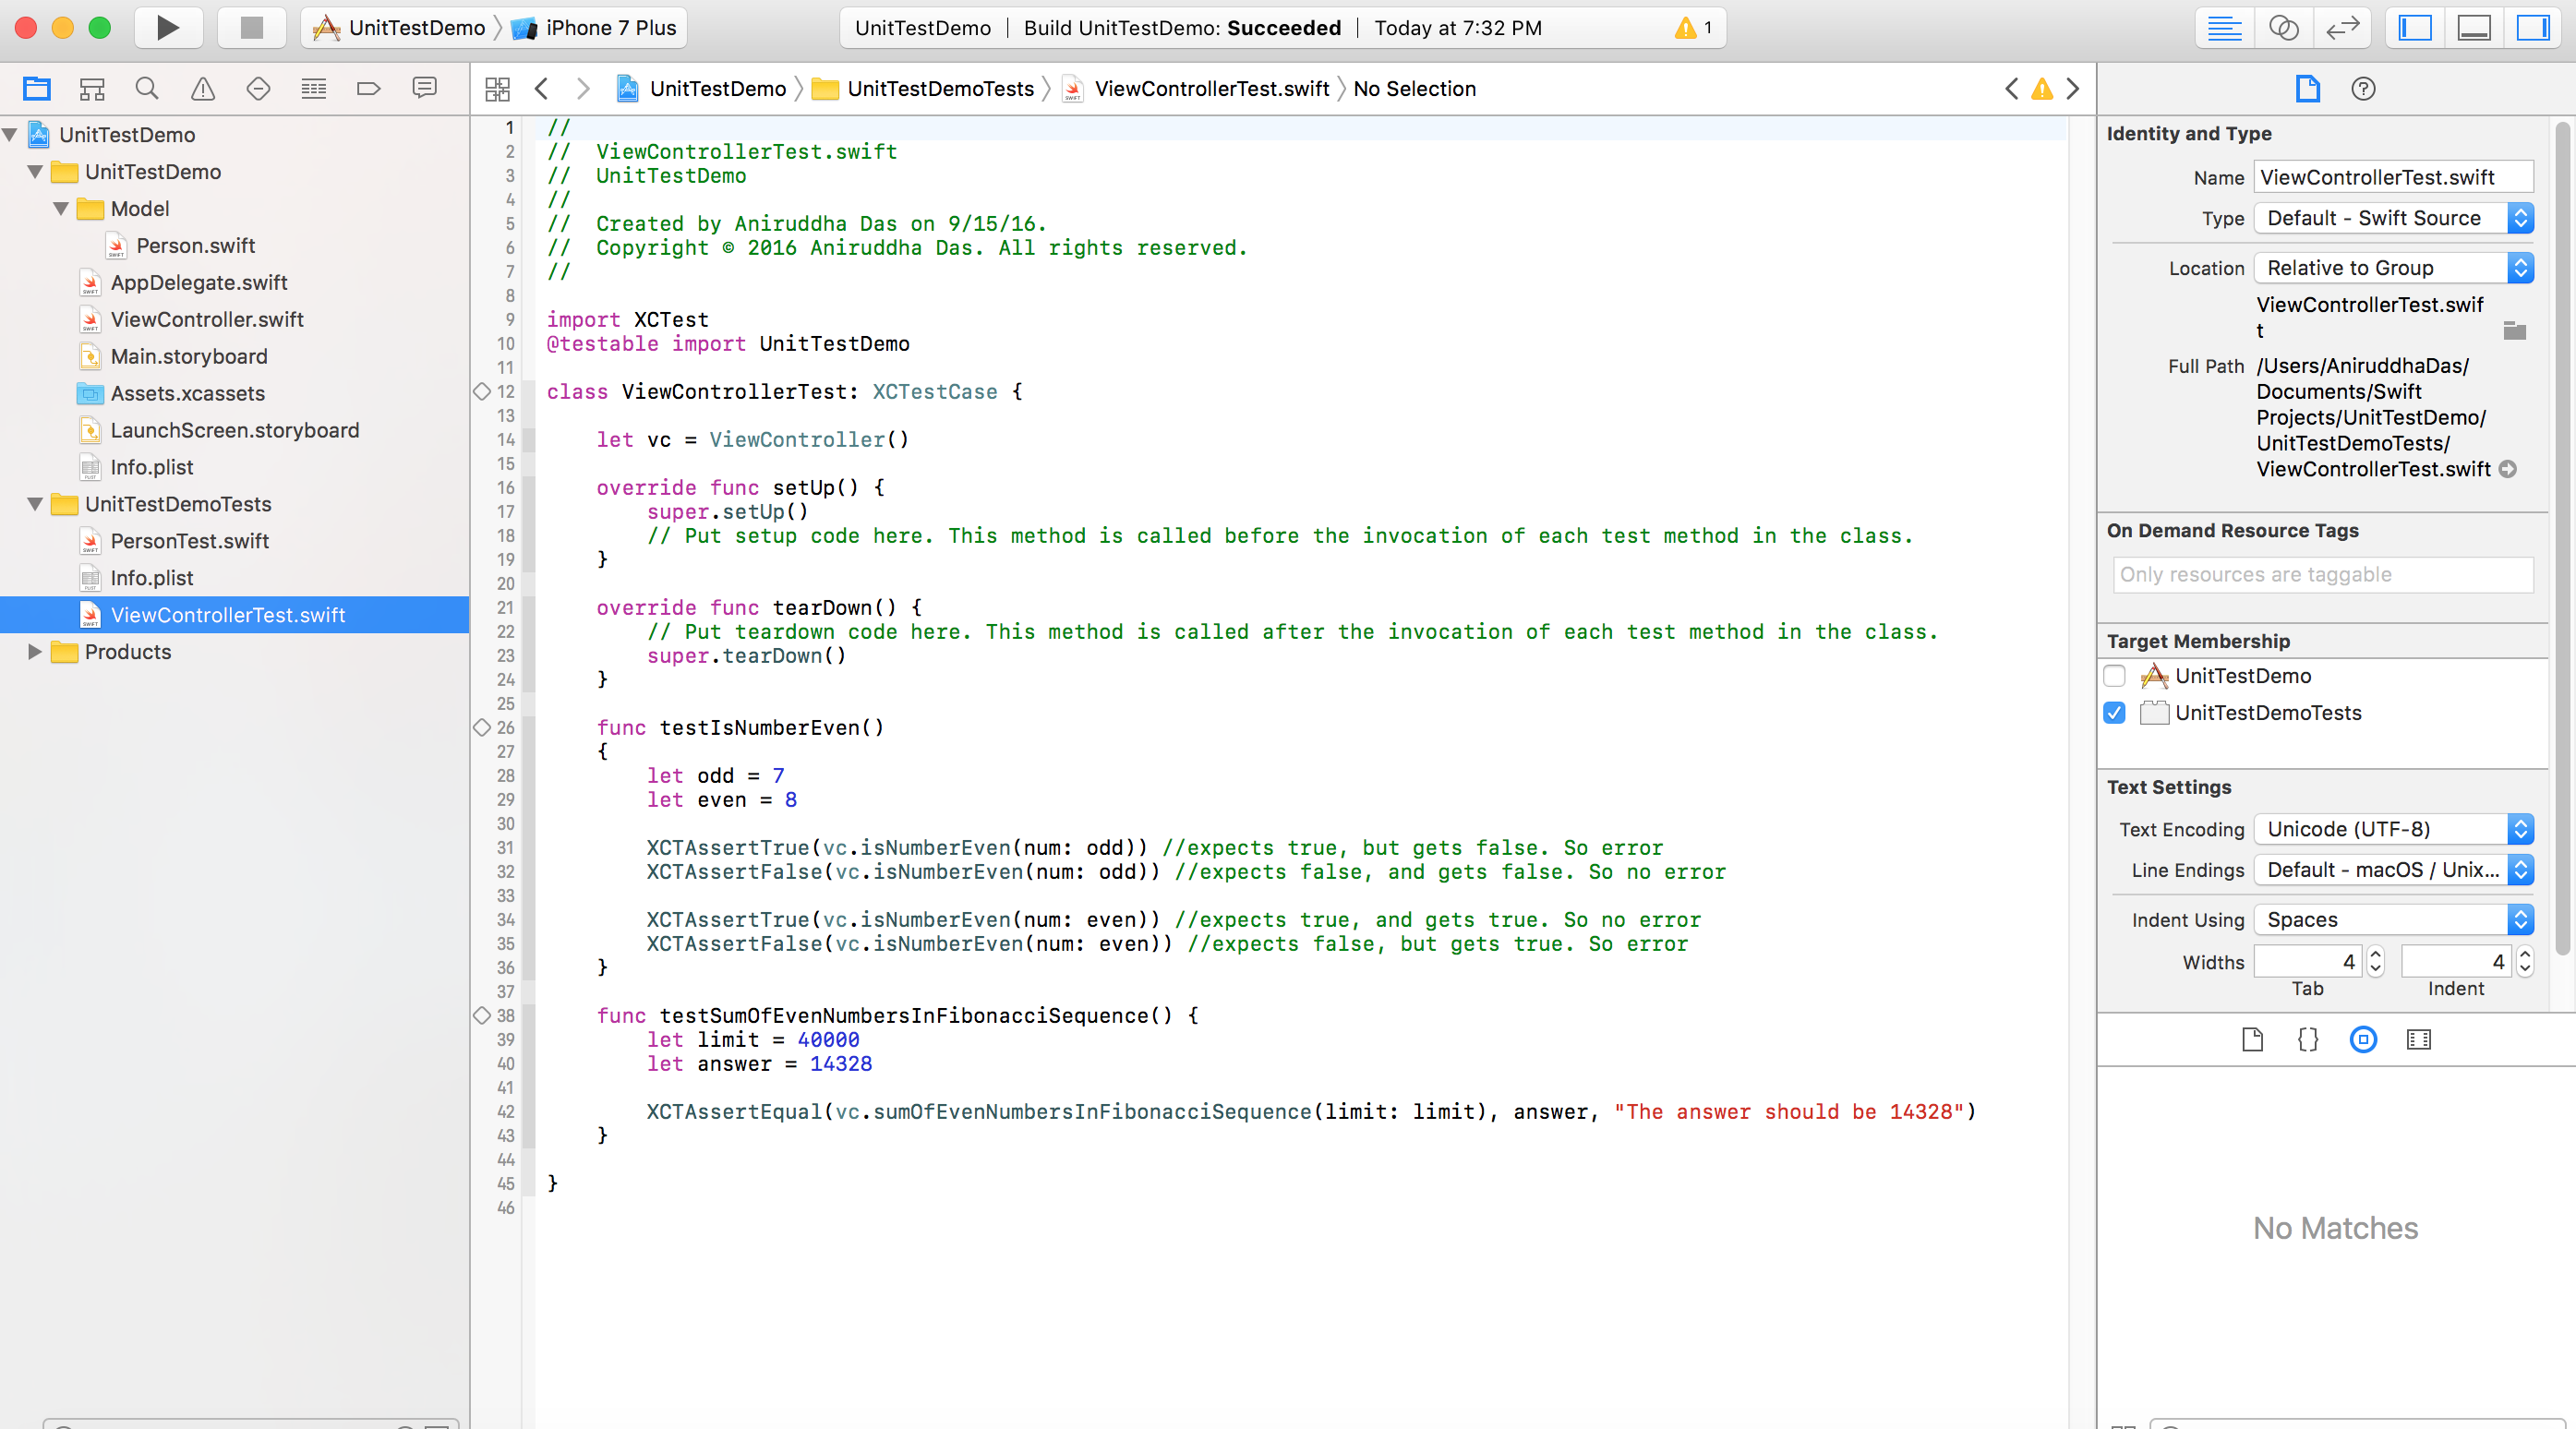 UnitTestDemo iPhone 7 Plus
UnitTestDemo | Build UnitTestDemo: Succeeded | Today at 7:32 PM 1
UnitTestDemo UnitTestDemoTests ViewControllerTest.swift No Selection
UnitTestDemo
UnitTestDemo
Model
Person.swift
AppDelegate.swift
ViewController.swift
Main.storyboard
Assets.xcassets
LaunchScreen.storyboard
Info.plist
UnitTestDemoTests
PersonTest.swift
Info.plist
ViewControllerTest.swift
Products
1 //
2 //  ViewControllerTest.swift
3 //  UnitTestDemo
4 //
5 //  Created by Aniruddha Das on 9/15/16.
6 //  Copyright © 2016 Aniruddha Das. All rights reserved.
7 //
8
9 import XCTest
10 @testable import UnitTestDemo
11
12 class ViewControllerTest: XCTestCase {
13
14     let vc = ViewController()
15
16     override func setUp() {
17         super.setUp()
18         // Put setup code here. This method is called before the invocation of each test method in the class.
19     }
20
21     override func tearDown() {
22         // Put teardown code here. This method is called after the invocation of each test method in the class.
23         super.tearDown()
24     }
25
26     func testIsNumberEven()
27     {
28         let odd = 7
29         let even = 8
30
31         XCTAssertTrue(vc.isNumberEven(num: odd)) //expects true, but gets false. So error
32         XCTAssertFalse(vc.isNumberEven(num: odd)) //expects false, and gets false. So no error
33
34         XCTAssertTrue(vc.isNumberEven(num: even)) //expects true, and gets true. So no error
35         XCTAssertFalse(vc.isNumberEven(num: even)) //expects false, but gets true. So error
36     }
37
38     func testSumOfEvenNumbersInFibonacciSequence() {
39         let limit = 40000
40         let answer = 14328
41
42         XCTAssertEqual(vc.sumOfEvenNumbersInFibonacciSequence(limit: limit), answer, "The answer should be 14328")
43     }
44
45 }
46
Identity and Type
Name ViewControllerTest.swift
Type Default - Swift Source
Location Relative to Group
ViewControllerTest.swif
t
Full Path /Users/AniruddhaDas/
Documents/Swift
Projects/UnitTestDemo/
UnitTestDemoTests/
ViewControllerTest.swift
On Demand Resource Tags
Only resources are taggable
Target Membership
UnitTestDemo
UnitTestDemoTests
Text Settings
Text Encoding Unicode (UTF-8)
Line Endings Default - macOS / Unix...
Indent Using Spaces
Widths 4 4
Tab Indent
No Matches